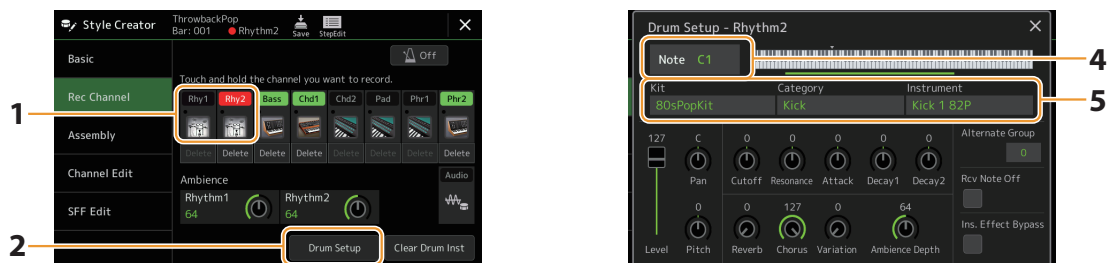 Style Creator
ThrowbackPop
Bar: 001 Rhythm2
Save StepEdit
Basic
Off
Touch and hold the channel you want to record.
Rec Channel
Rhy1 Rhy2 Bass Chd1 Chd2 Pad Phr1 Phr2
1
Assembly
Delete Delete Delete Delete Delete Delete Delete Delete
Channel Edit
Ambience
Audio
Rhythm1 Rhythm2
64 64
SFF Edit
2
Drum Setup Clear Drum Inst
Drum Setup - Rhythm2
Note C1
4
Kit Category Instrument
80sPopKit Kick Kick 1 82P
5
127 C 0 0 0 0 0
Alternate Group
0
Pan Cutoff Resonance Attack Decay1 Decay2
Rcv Note Off
0 0 127 0 64
Ins. Effect Bypass
Level Pitch Reverb Chorus Variation Ambience Depth